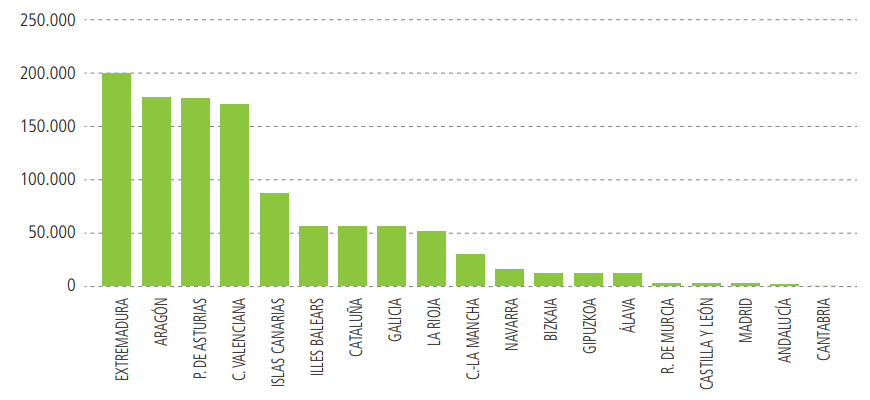 250.000
200.000
150.000
100.000
50.000
0
EXTREMADURA
ARAGÓN
P. DE ASTURIAS
C. VALENCIANA
ISLAS CANARIAS
ILLES BALEARS
CATALUÑA
GALICIA
LA RIOJA
C.-LA MANCHA
NAVARRA
BIZKAIA
GIPUZKOA
ÁLAVA
R. DE MURCIA
CASTILLA Y LEÓN
MADRID
ANDALUCÍA
CANTABRIA